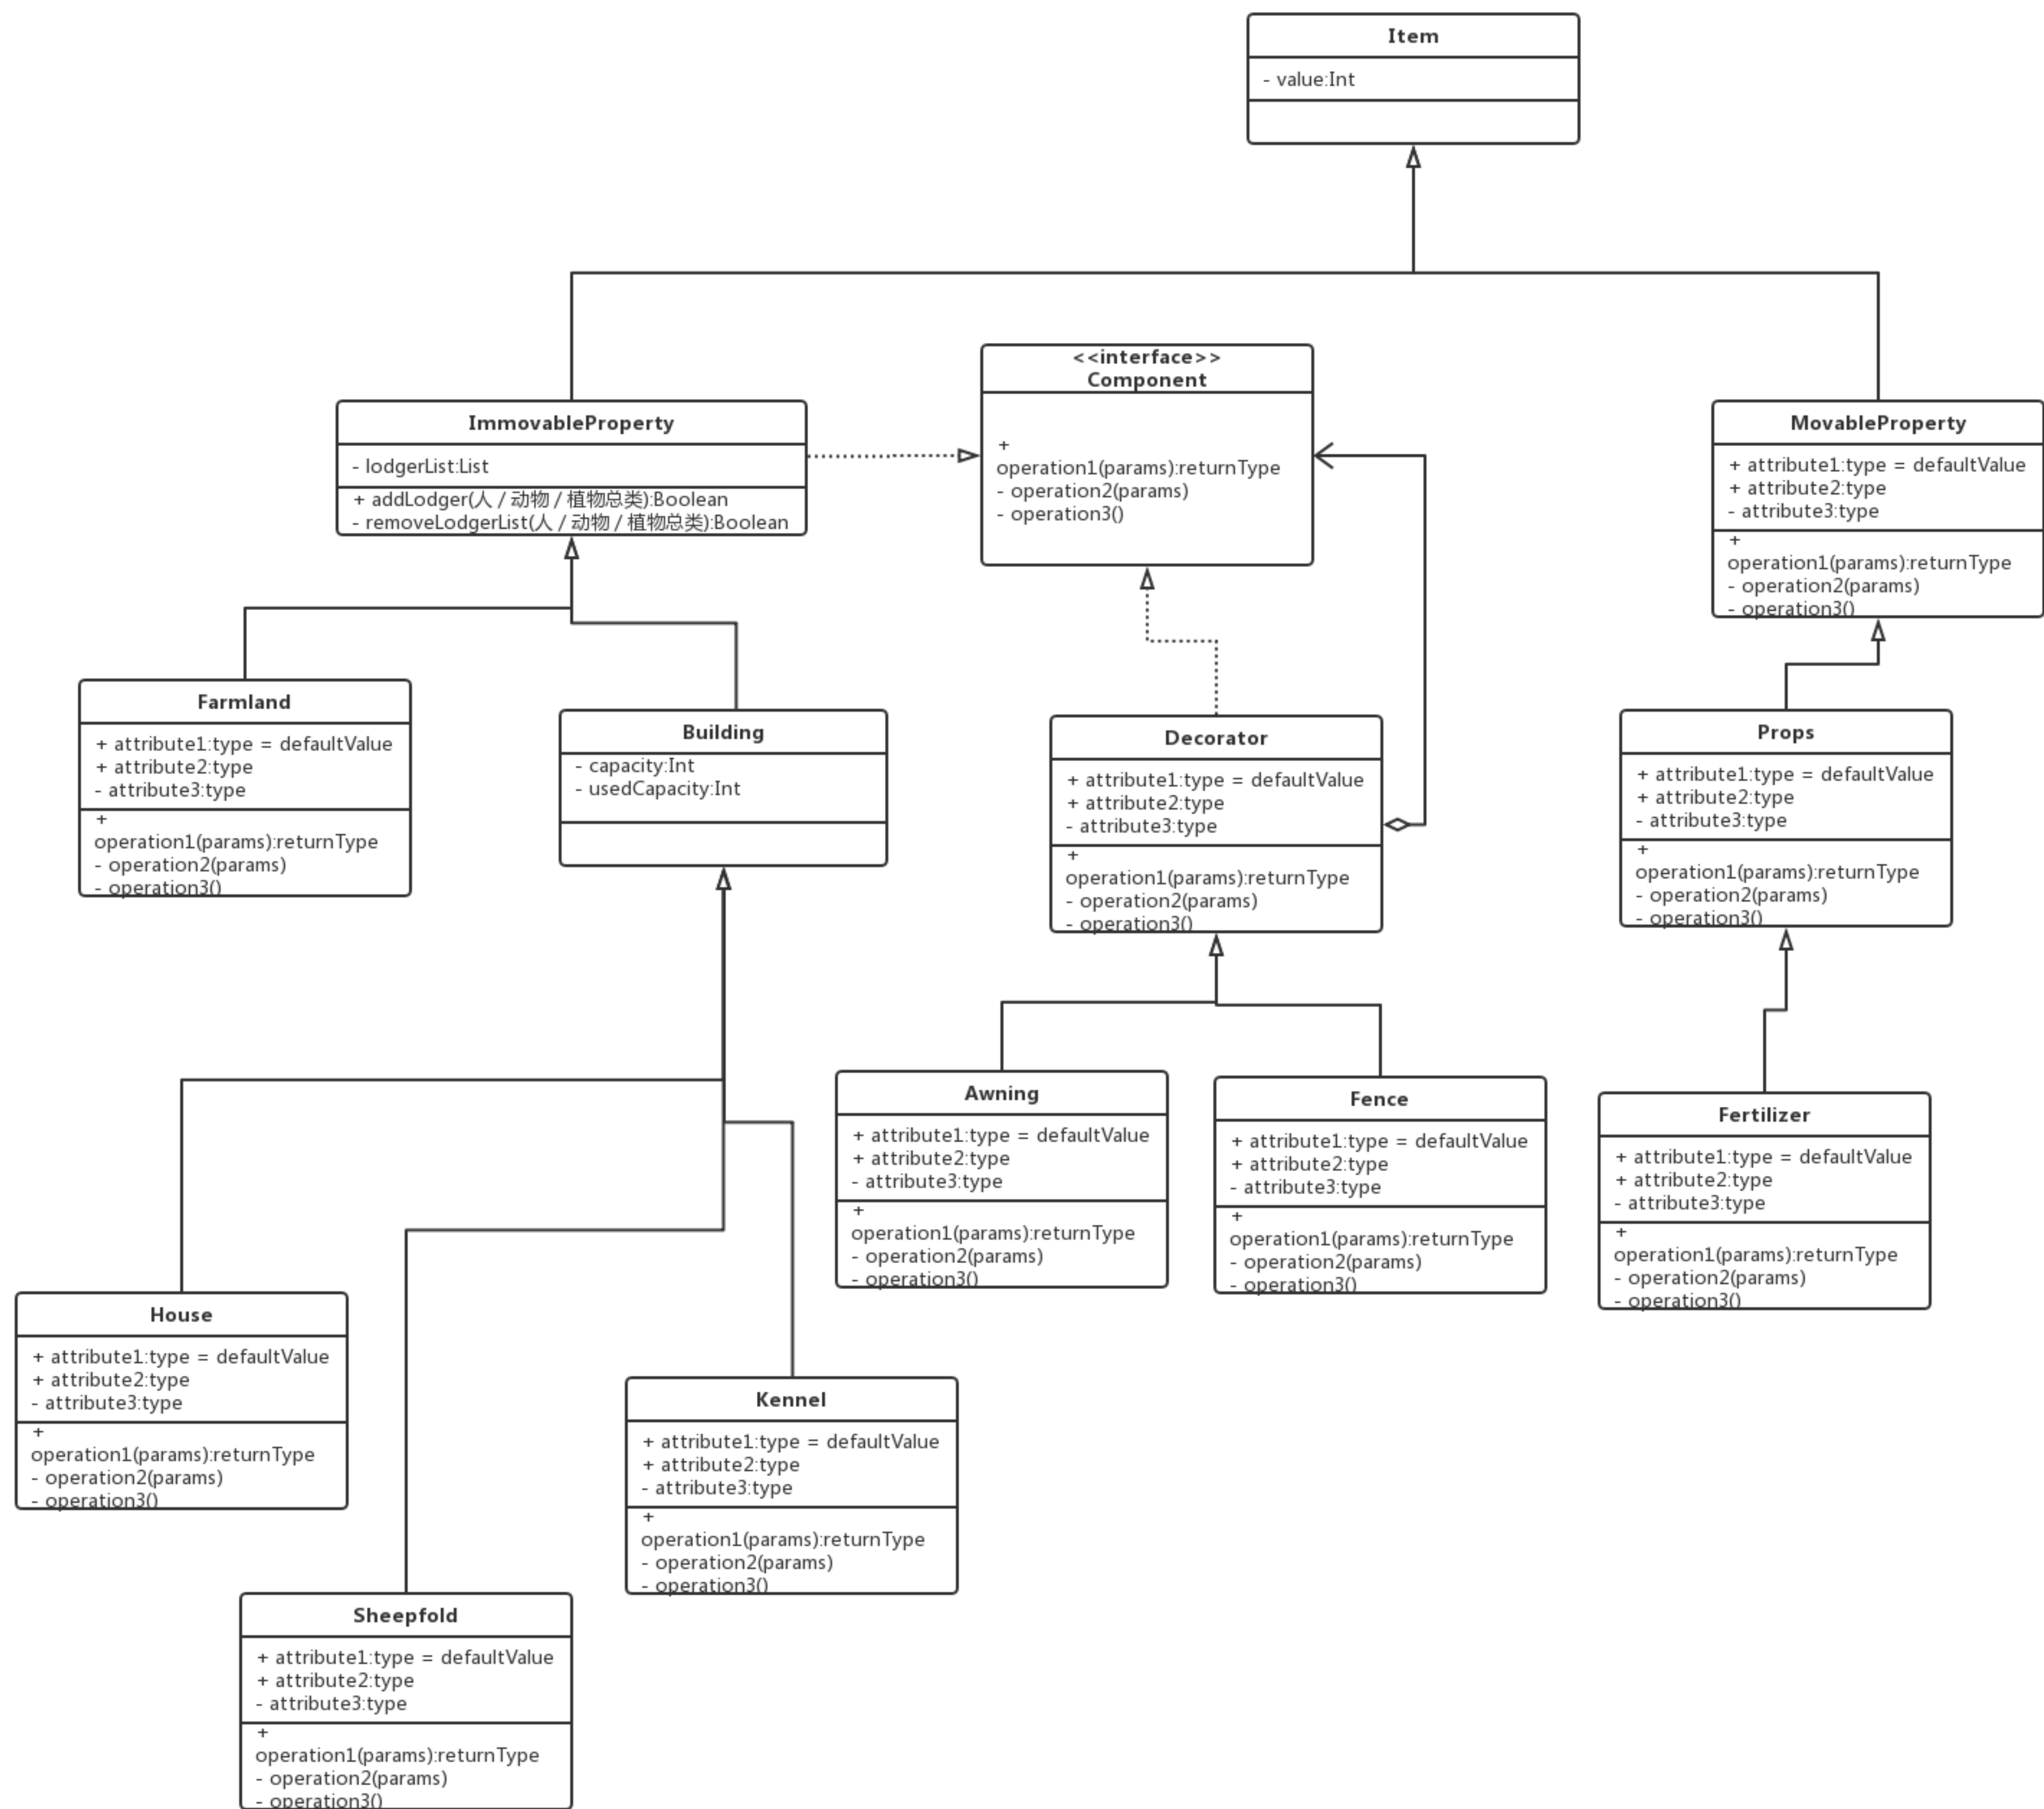 Item
- value:Int
<<interface>>
Component
+
operation1(params):returnType
- operation2(params)
- operation3()
ImmovableProperty
- lodgerList:List
+ addLodger(人 / 动物 / 植物总类):Boolean
- removeLodgerList(人 / 动物 / 植物总类):Boolean
MovableProperty
+ attribute1:type = defaultValue
+ attribute2:type
- attribute3:type
+
operation1(params):returnType
- operation2(params)
- operation3()
Farmland
+ attribute1:type = defaultValue
+ attribute2:type
- attribute3:type
+
operation1(params):returnType
- operation2(params)
- operation3()
Building
- capacity:Int
- usedCapacity:Int
Decorator
+ attribute1:type = defaultValue
+ attribute2:type
- attribute3:type
+
operation1(params):returnType
- operation2(params)
- operation3()
Props
+ attribute1:type = defaultValue
+ attribute2:type
- attribute3:type
+
operation1(params):returnType
- operation2(params)
- operation3()
Awning
+ attribute1:type = defaultValue
+ attribute2:type
- attribute3:type
+
operation1(params):returnType
- operation2(params)
- operation3()
Fence
+ attribute1:type = defaultValue
+ attribute2:type
- attribute3:type
+
operation1(params):returnType
- operation2(params)
- operation3()
Fertilizer
+ attribute1:type = defaultValue
+ attribute2:type
- attribute3:type
+
operation1(params):returnType
- operation2(params)
- operation3()
House
+ attribute1:type = defaultValue
+ attribute2:type
- attribute3:type
+
operation1(params):returnType
- operation2(params)
- operation3()
Kennel
+ attribute1:type = defaultValue
+ attribute2:type
- attribute3:type
+
operation1(params):returnType
- operation2(params)
- operation3()
Sheepfold
+ attribute1:type = defaultValue
+ attribute2:type
- attribute3:type
+
operation1(params):returnType
- operation2(params)
- operation3()